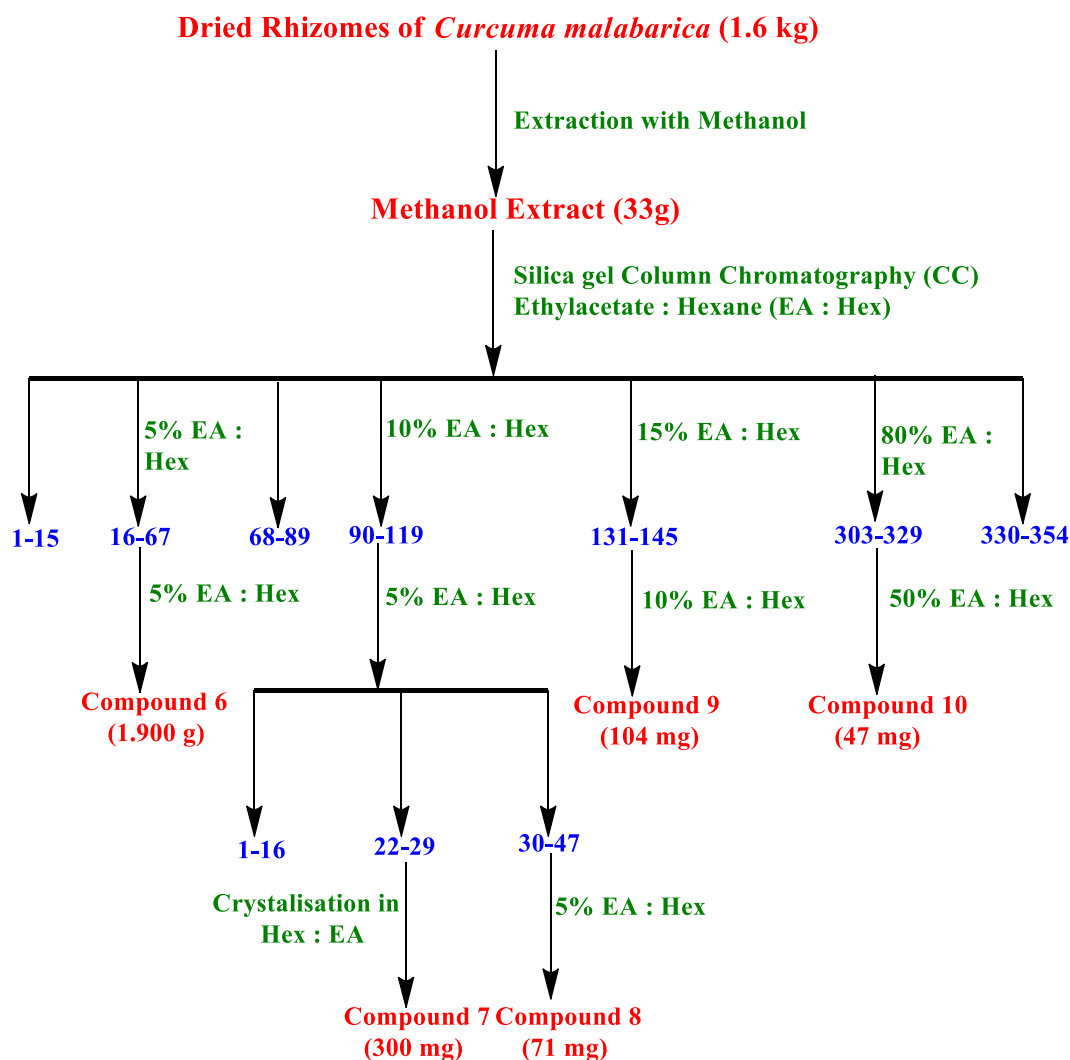 Dried Rhizomes of Curcuma malabarica (1.6 kg)
Extraction with Methanol
Methanol Extract (33g)
Silica gel Column Chromatography (CC)
Ethylacetate : Hexane (EA : Hex)
5% EA :
Hex
10% EA : Hex
15% EA : Hex
80% EA :
Hex
1-15
16-67
68-89
90-119
131-145
303-329
330-354
5% EA : Hex
5% EA : Hex
10% EA : Hex
50% EA : Hex
Compound 6
(1.900 g)
Compound 9
(104 mg)
Compound 10
(47 mg)
1-16
22-29
30-47
Crystalisation in
Hex : EA
5% EA : Hex
Compound 7
(300 mg)
Compound 8
(71 mg)